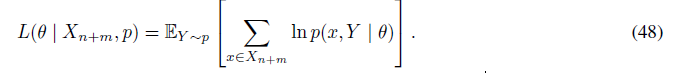 L(θ | X_{n+m}, p) = 𝔼_{Y∼p} [ ∑_{x∈X_{n+m}} ln p(x, Y | θ) ] . (48)